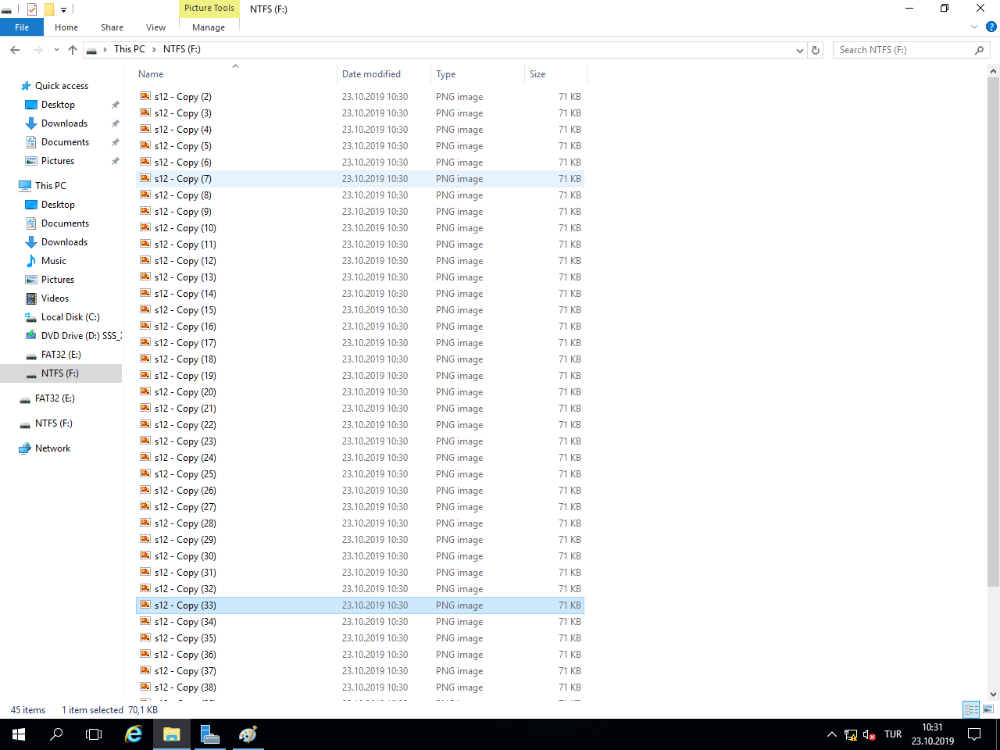 Picture Tools
NTFS (F:)
File
Home
Share
View
Manage
This PC
NTFS (F:)
Search NTFS (F:)
Name
Date modified
Type
Size
Quick access
Desktop
Downloads
Documents
Pictures
This PC
Desktop
Documents
Downloads
Music
Pictures
Videos
Local Disk (C:)
DVD Drive (D:) SSS_
FAT32 (E:)
NTFS (F:)
FAT32 (E:)
NTFS (F:)
Network
s12 - Copy (2) 23.10.2019 10:30 PNG image 71 KB
s12 - Copy (3) 23.10.2019 10:30 PNG image 71 KB
s12 - Copy (4) 23.10.2019 10:30 PNG image 71 KB
s12 - Copy (5) 23.10.2019 10:30 PNG image 71 KB
s12 - Copy (6) 23.10.2019 10:30 PNG image 71 KB
s12 - Copy (7) 23.10.2019 10:30 PNG image 71 KB
s12 - Copy (8) 23.10.2019 10:30 PNG image 71 KB
s12 - Copy (9) 23.10.2019 10:30 PNG image 71 KB
s12 - Copy (10) 23.10.2019 10:30 PNG image 71 KB
s12 - Copy (11) 23.10.2019 10:30 PNG image 71 KB
s12 - Copy (12) 23.10.2019 10:30 PNG image 71 KB
s12 - Copy (13) 23.10.2019 10:30 PNG image 71 KB
s12 - Copy (14) 23.10.2019 10:30 PNG image 71 KB
s12 - Copy (15) 23.10.2019 10:30 PNG image 71 KB
s12 - Copy (16) 23.10.2019 10:30 PNG image 71 KB
s12 - Copy (17) 23.10.2019 10:30 PNG image 71 KB
s12 - Copy (18) 23.10.2019 10:30 PNG image 71 KB
s12 - Copy (19) 23.10.2019 10:30 PNG image 71 KB
s12 - Copy (20) 23.10.2019 10:30 PNG image 71 KB
s12 - Copy (21) 23.10.2019 10:30 PNG image 71 KB
s12 - Copy (22) 23.10.2019 10:30 PNG image 71 KB
s12 - Copy (23) 23.10.2019 10:30 PNG image 71 KB
s12 - Copy (24) 23.10.2019 10:30 PNG image 71 KB
s12 - Copy (25) 23.10.2019 10:30 PNG image 71 KB
s12 - Copy (26) 23.10.2019 10:30 PNG image 71 KB
s12 - Copy (27) 23.10.2019 10:30 PNG image 71 KB
s12 - Copy (28) 23.10.2019 10:30 PNG image 71 KB
s12 - Copy (29) 23.10.2019 10:30 PNG image 71 KB
s12 - Copy (30) 23.10.2019 10:30 PNG image 71 KB
s12 - Copy (31) 23.10.2019 10:30 PNG image 71 KB
s12 - Copy (32) 23.10.2019 10:30 PNG image 71 KB
s12 - Copy (33) 23.10.2019 10:30 PNG image 71 KB
s12 - Copy (34) 23.10.2019 10:30 PNG image 71 KB
s12 - Copy (35) 23.10.2019 10:30 PNG image 71 KB
s12 - Copy (36) 23.10.2019 10:30 PNG image 71 KB
s12 - Copy (37) 23.10.2019 10:30 PNG image 71 KB
s12 - Copy (38) 23.10.2019 10:30 PNG image 71 KB
45 items
1 item selected 70,1 KB
TUR
10:31
23.10.2019